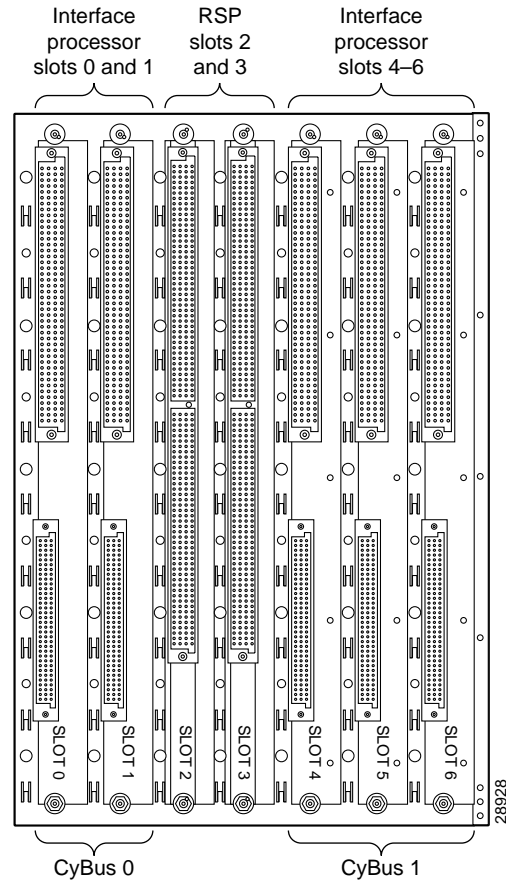 Interface
processor
slots 0 and 1
RSP
slots 2
and 3
Interface
processor
slots 4–6
SLOT 0
SLOT 1
SLOT 2
SLOT 3
SLOT 4
SLOT 5
SLOT 6
28928
CyBus 0
CyBus 1